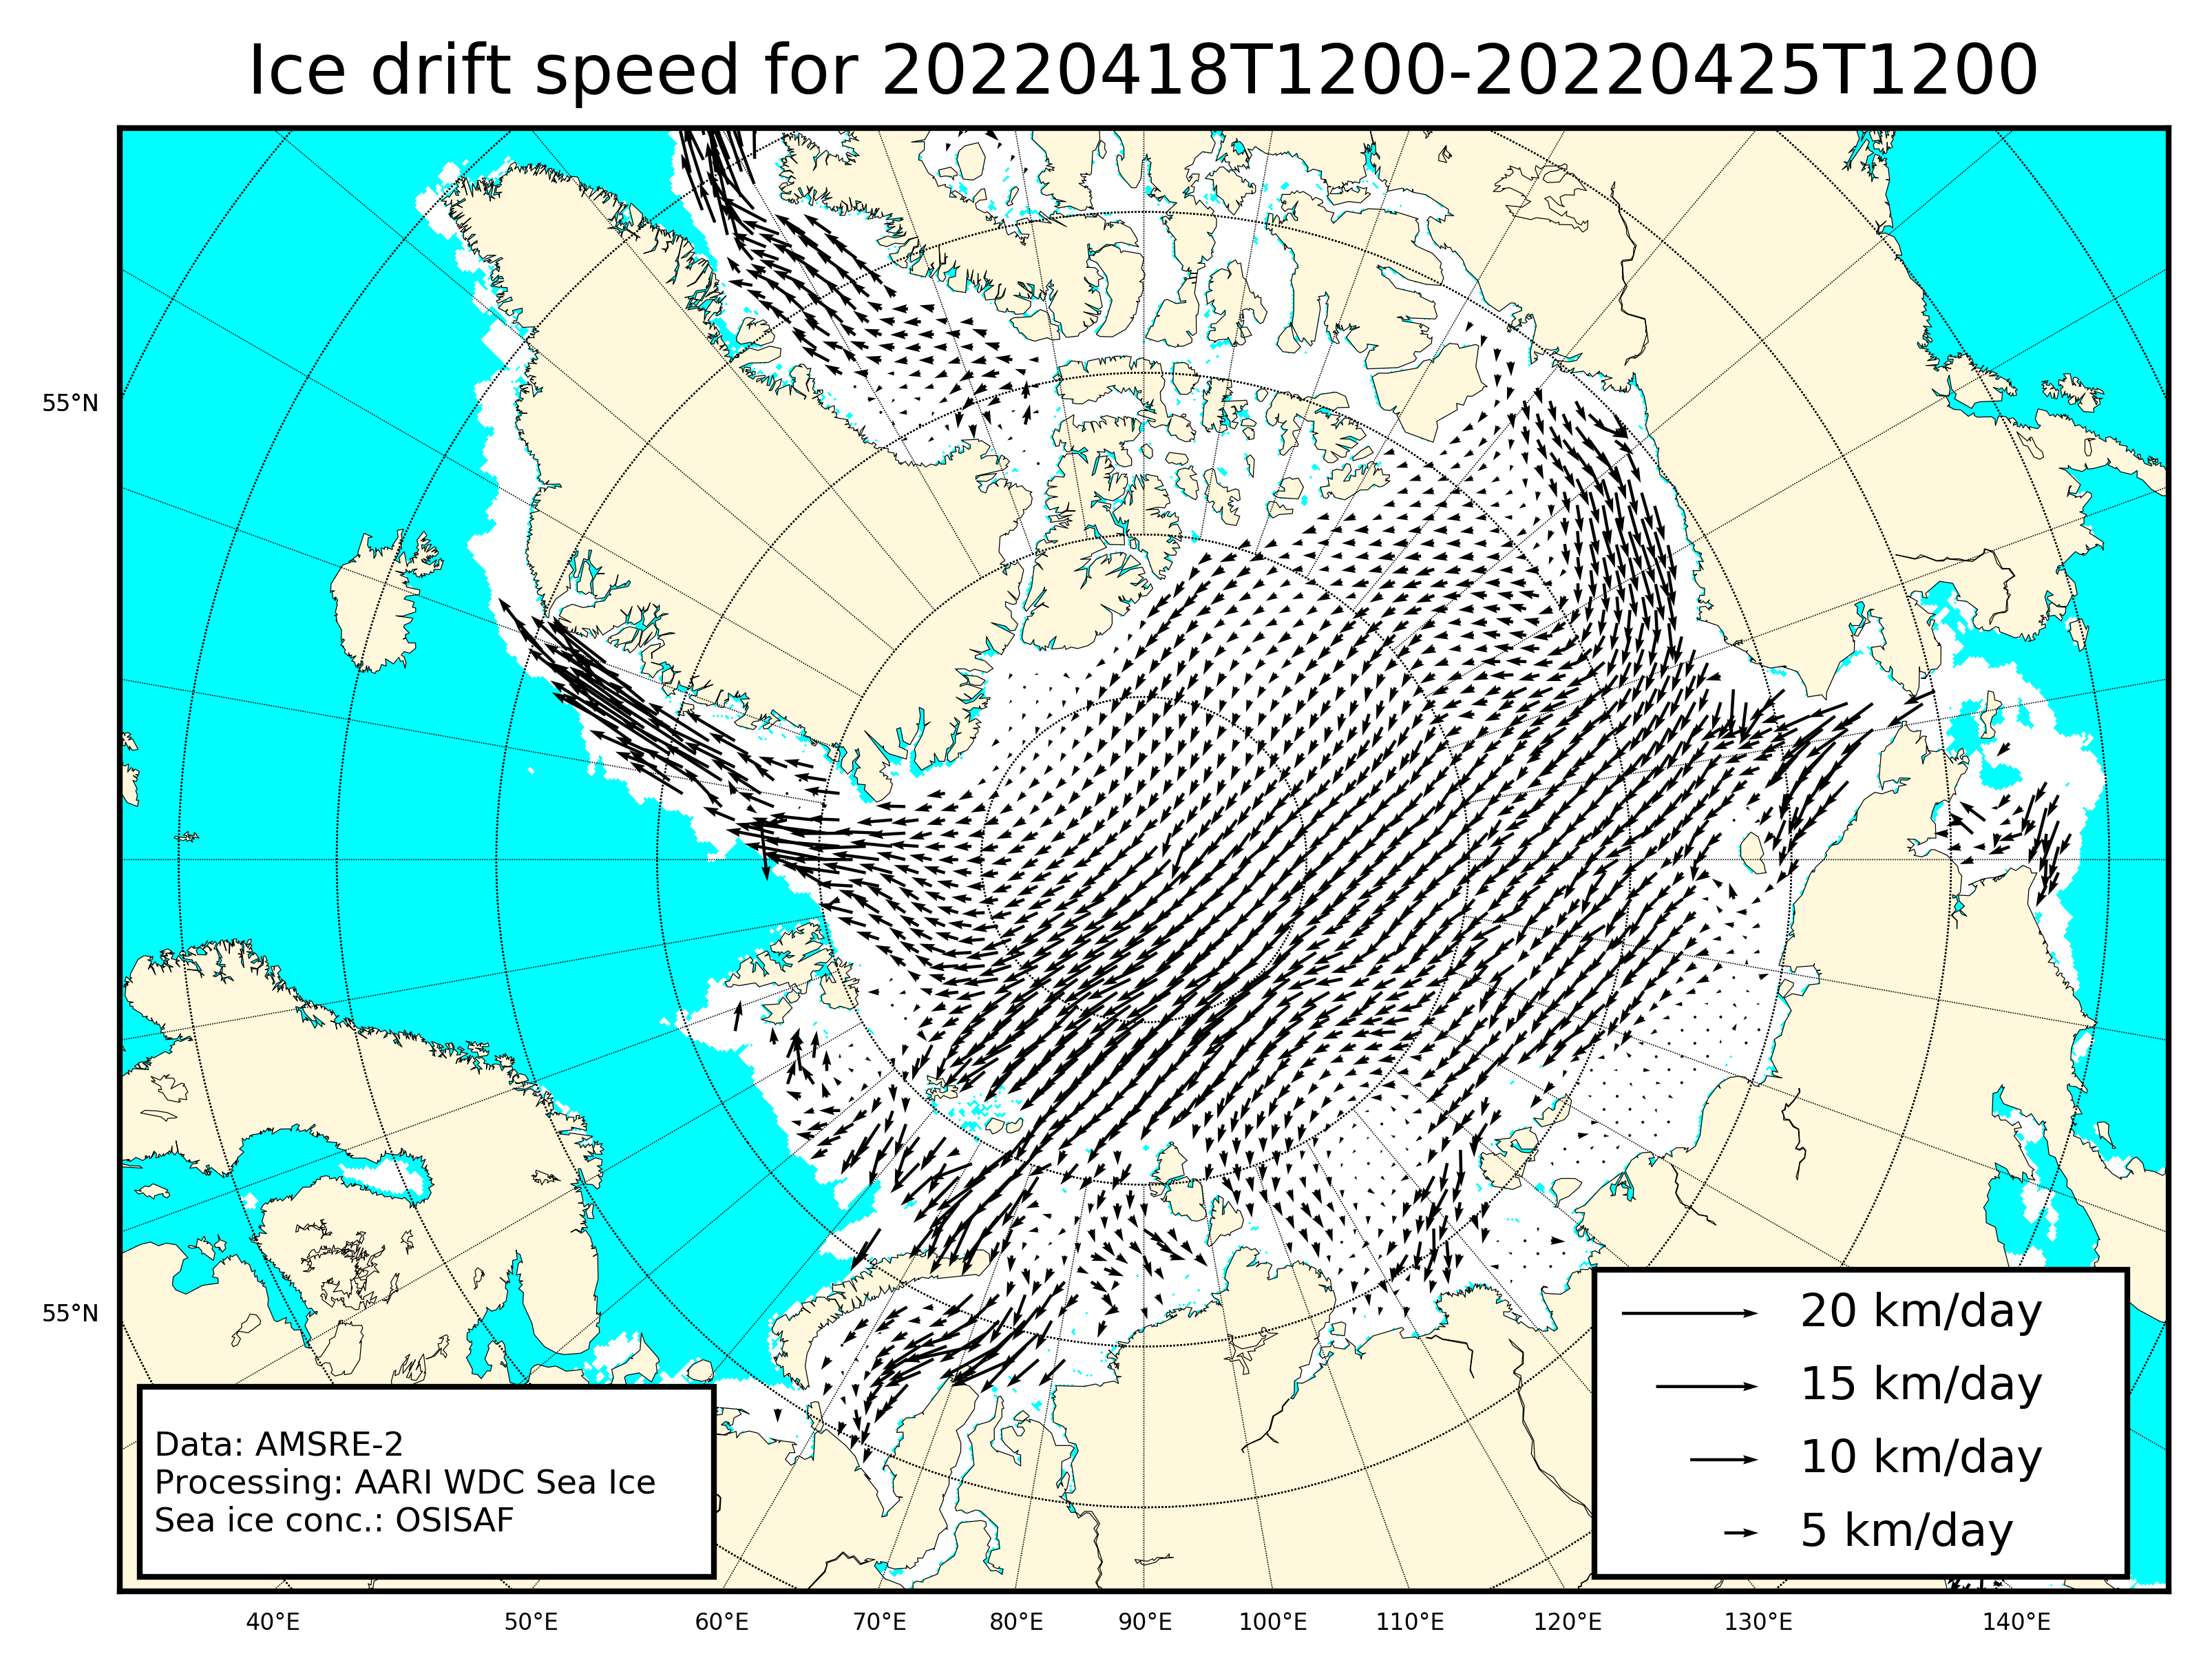 Ice drift speed for 20220418T1200-20220425T1200
55°N
55°N
20 km/day
15 km/day
10 km/day
5 km/day
Data: AMSRE-2
Processing: AARI WDC Sea Ice
Sea ice conc.: OSISAF
40°E 50°E 60°E 70°E 80°E 90°E 100°E 110°E 120°E 130°E 140°E